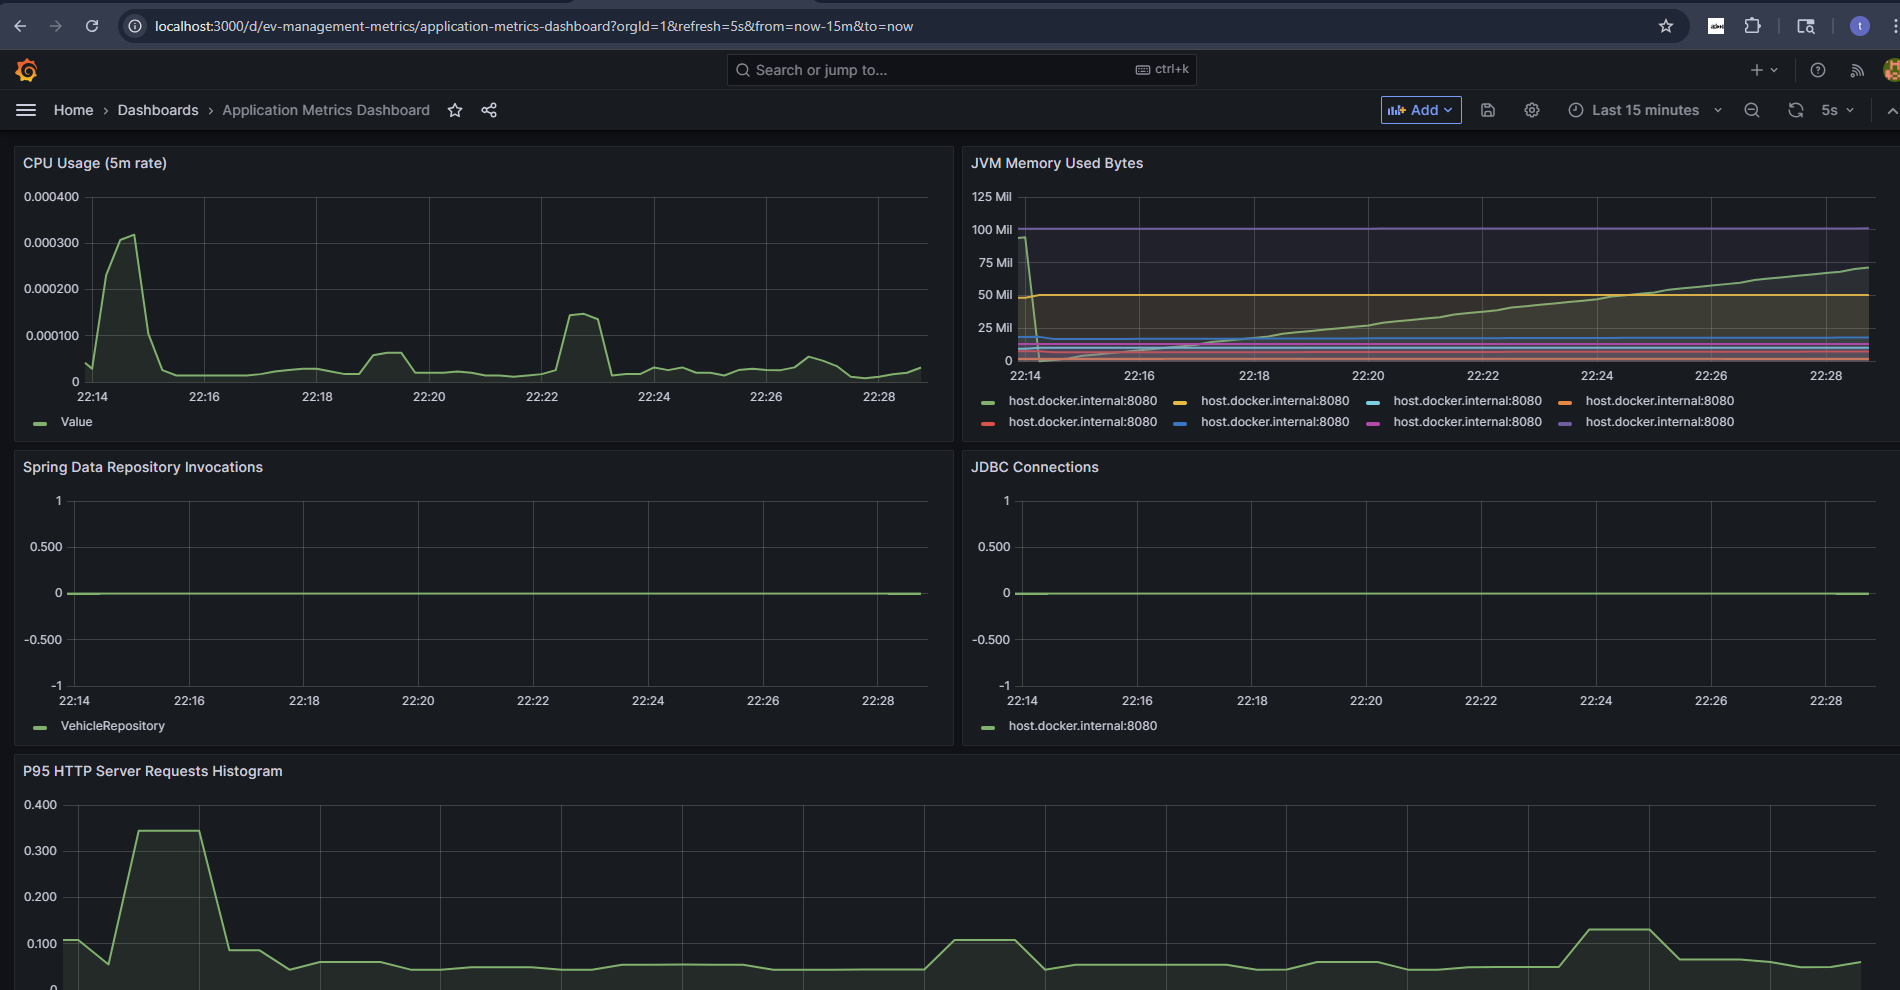 localhost:3000/d/ev-management-metrics/application-metrics-dashboard?orgId=1&refresh=5s&from=now-15m&to=now
t
Search or jump to...
ctrl+k
Home › Dashboards › Application Metrics Dashboard
Add
Last 15 minutes
5s
CPU Usage (5m rate)
0.000400
0.000300
0.000200
0.000100
0
22:14 22:16 22:18 22:20 22:22 22:24 22:26 22:28
Value
JVM Memory Used Bytes
125 Mil
100 Mil
75 Mil
50 Mil
25 Mil
0
22:14 22:16 22:18 22:20 22:22 22:24 22:26 22:28
host.docker.internal:8080 host.docker.internal:8080 host.docker.internal:8080 host.docker.internal:8080
host.docker.internal:8080 host.docker.internal:8080 host.docker.internal:8080 host.docker.internal:8080
Spring Data Repository Invocations
1
0.500
0
-0.500
-1
22:14 22:16 22:18 22:20 22:22 22:24 22:26 22:28
VehicleRepository
JDBC Connections
1
0.500
0
-0.500
-1
22:14 22:16 22:18 22:20 22:22 22:24 22:26 22:28
host.docker.internal:8080
P95 HTTP Server Requests Histogram
0.400
0.300
0.200
0.100
0